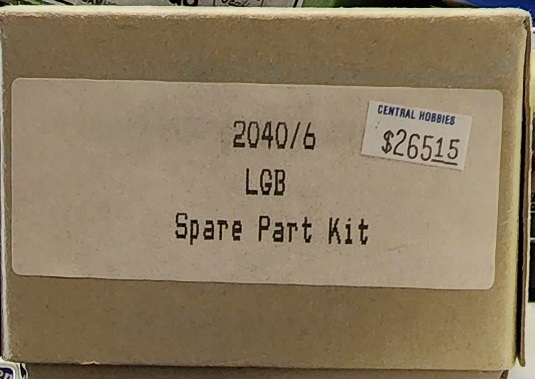 CENTRAL HOBBIES
$26515
2040/6
LGB
Spare Part Kit